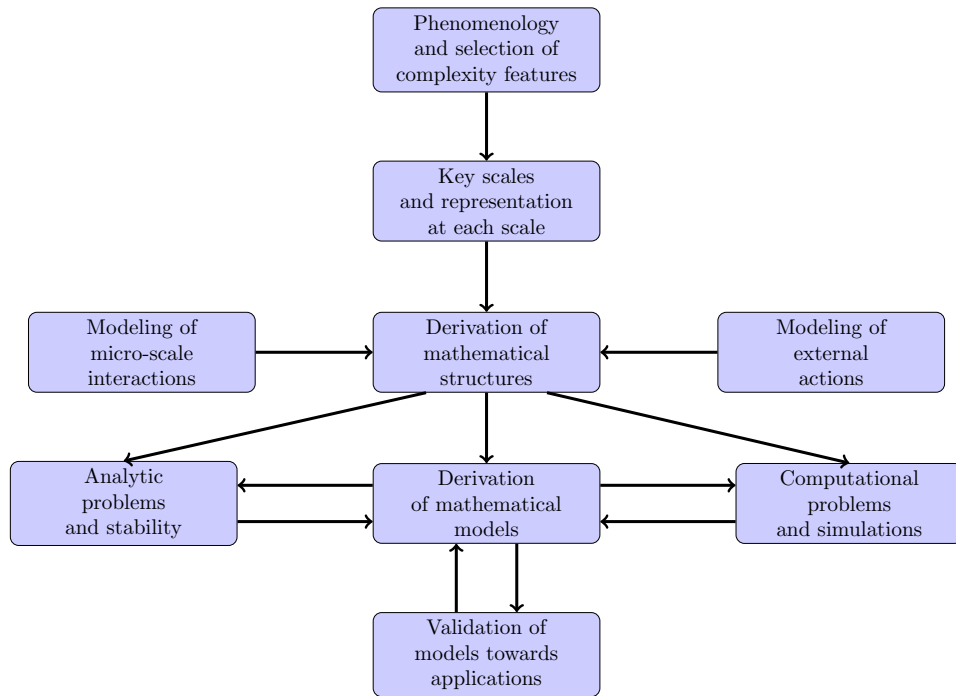 Phenomenology
and selection of
complexity features
Key scales
and representation
at each scale
Modeling of
micro-scale
interactions
Derivation of
mathematical
structures
Modeling of
external
actions
Analytic
problems
and stability
Derivation
of mathematical
models
Computational
problems
and simulations
Validation of
models towards
applications